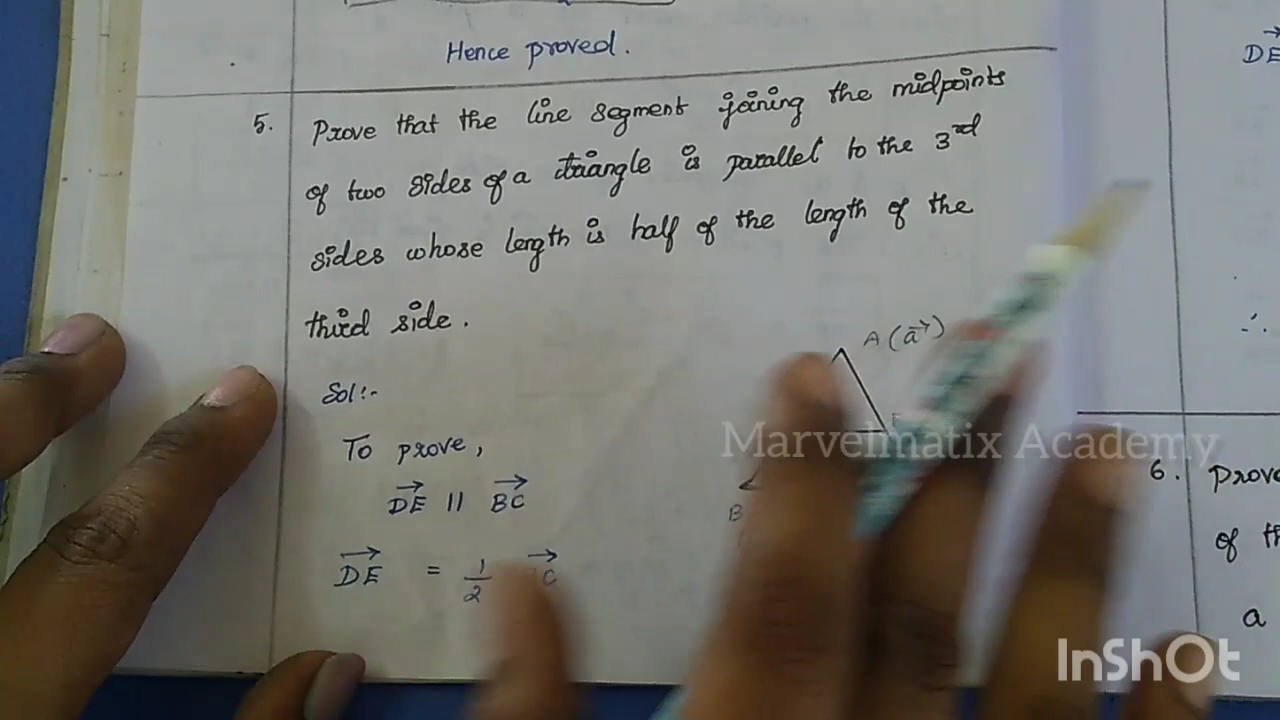 Hence proved.
5. Prove that the line segment joining the midpoints
of two sides of a triangle is parallel to the 3rd
sides whose length is half of the length of the
third side.
Sol:-
To prove,
DE→ || BC→
DE→ = 1/2 C→
A (a→)
B
Marvelmatix Academy
DE→
∴
6. Prove
of th
a
InShOt